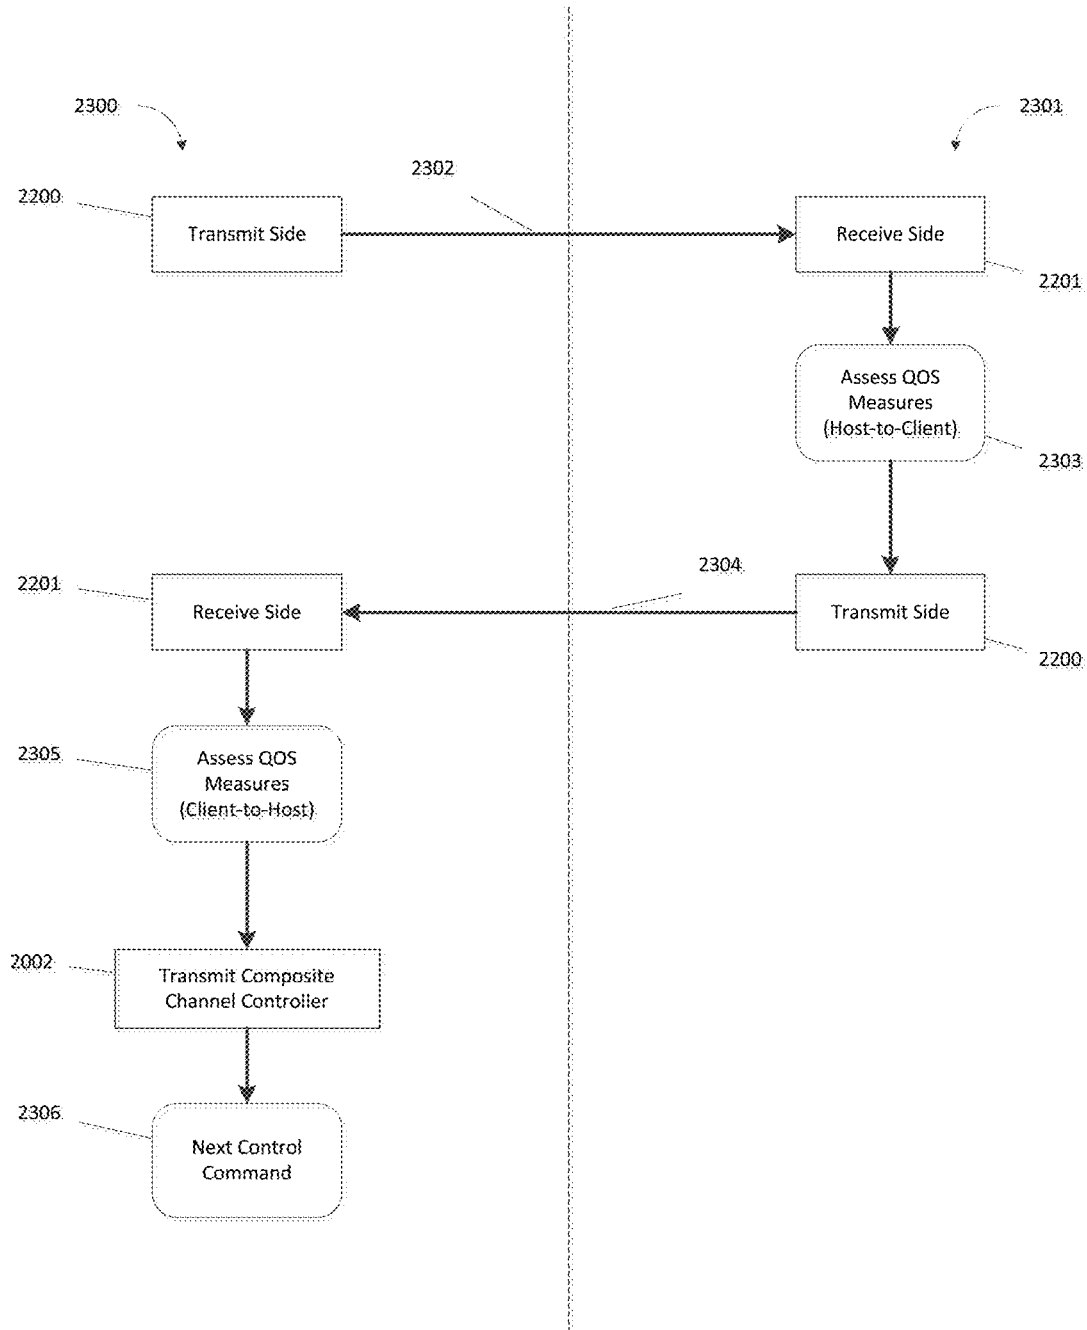 2300
2301
2302
2200
Transmit Side
Receive Side
2201
Assess QOS
Measures
(Host-to-Client)
2303
2304
2201
Receive Side
Transmit Side
2200
2305
Assess QOS
Measures
(Client-to-Host)
2002
Transmit Composite
Channel Controller
2306
Next Control
Command